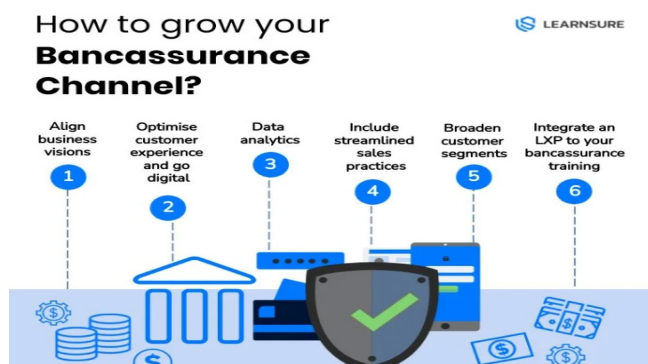 How to grow your
Bancassurance
Channel?
LEARNSURE
Align
business
visions
1
Optimise
customer
experience
and go
digital
2
Data
analytics
3
Include
streamlined
sales
practices
4
Broaden
customer
segments
5
Integrate an
LXP to your
bancassurance
training
6